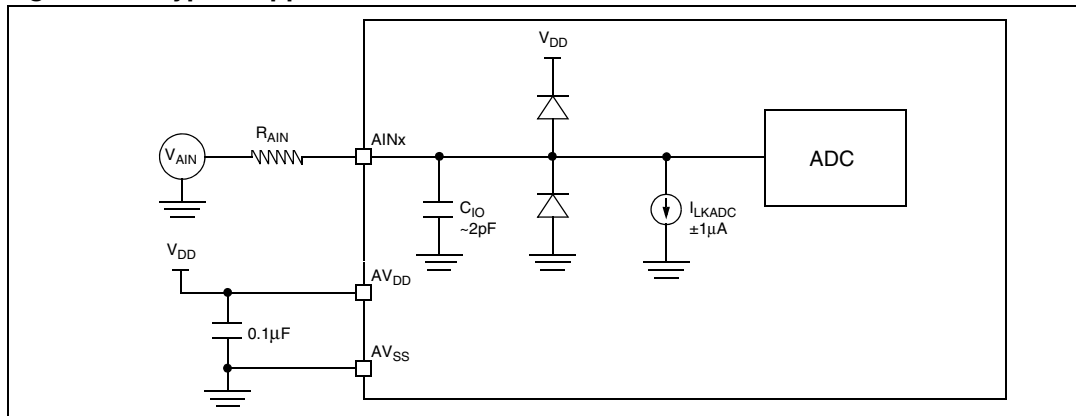 V_DD
R_AIN
AINx
V_AIN
ADC
C_IO
~2pF
I_LKADC
±1µA
V_DD
AV_DD
0.1µF
AV_SS